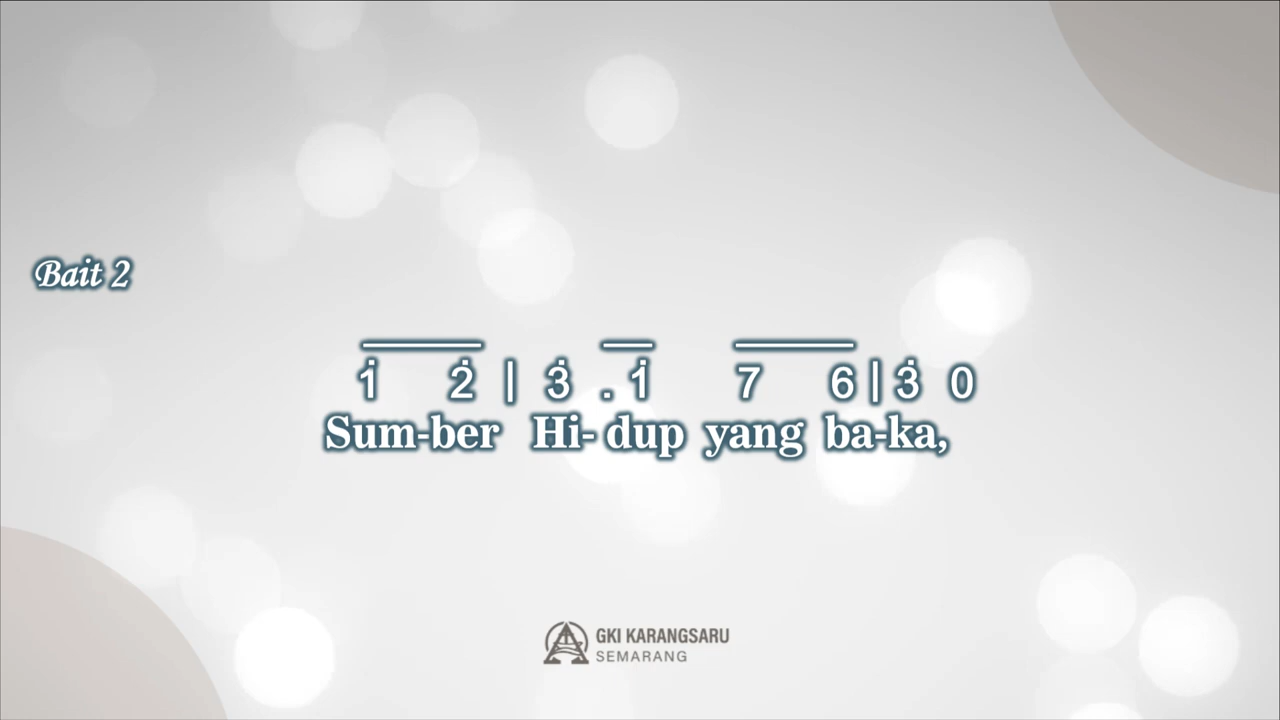 Bait 2
1̇ 2̇ | 3̇ . 1̇ 7 6 | 3̇ 0
Sum-ber Hi- dup yang ba-ka,
GKI KARANGSARU
SEMARANG